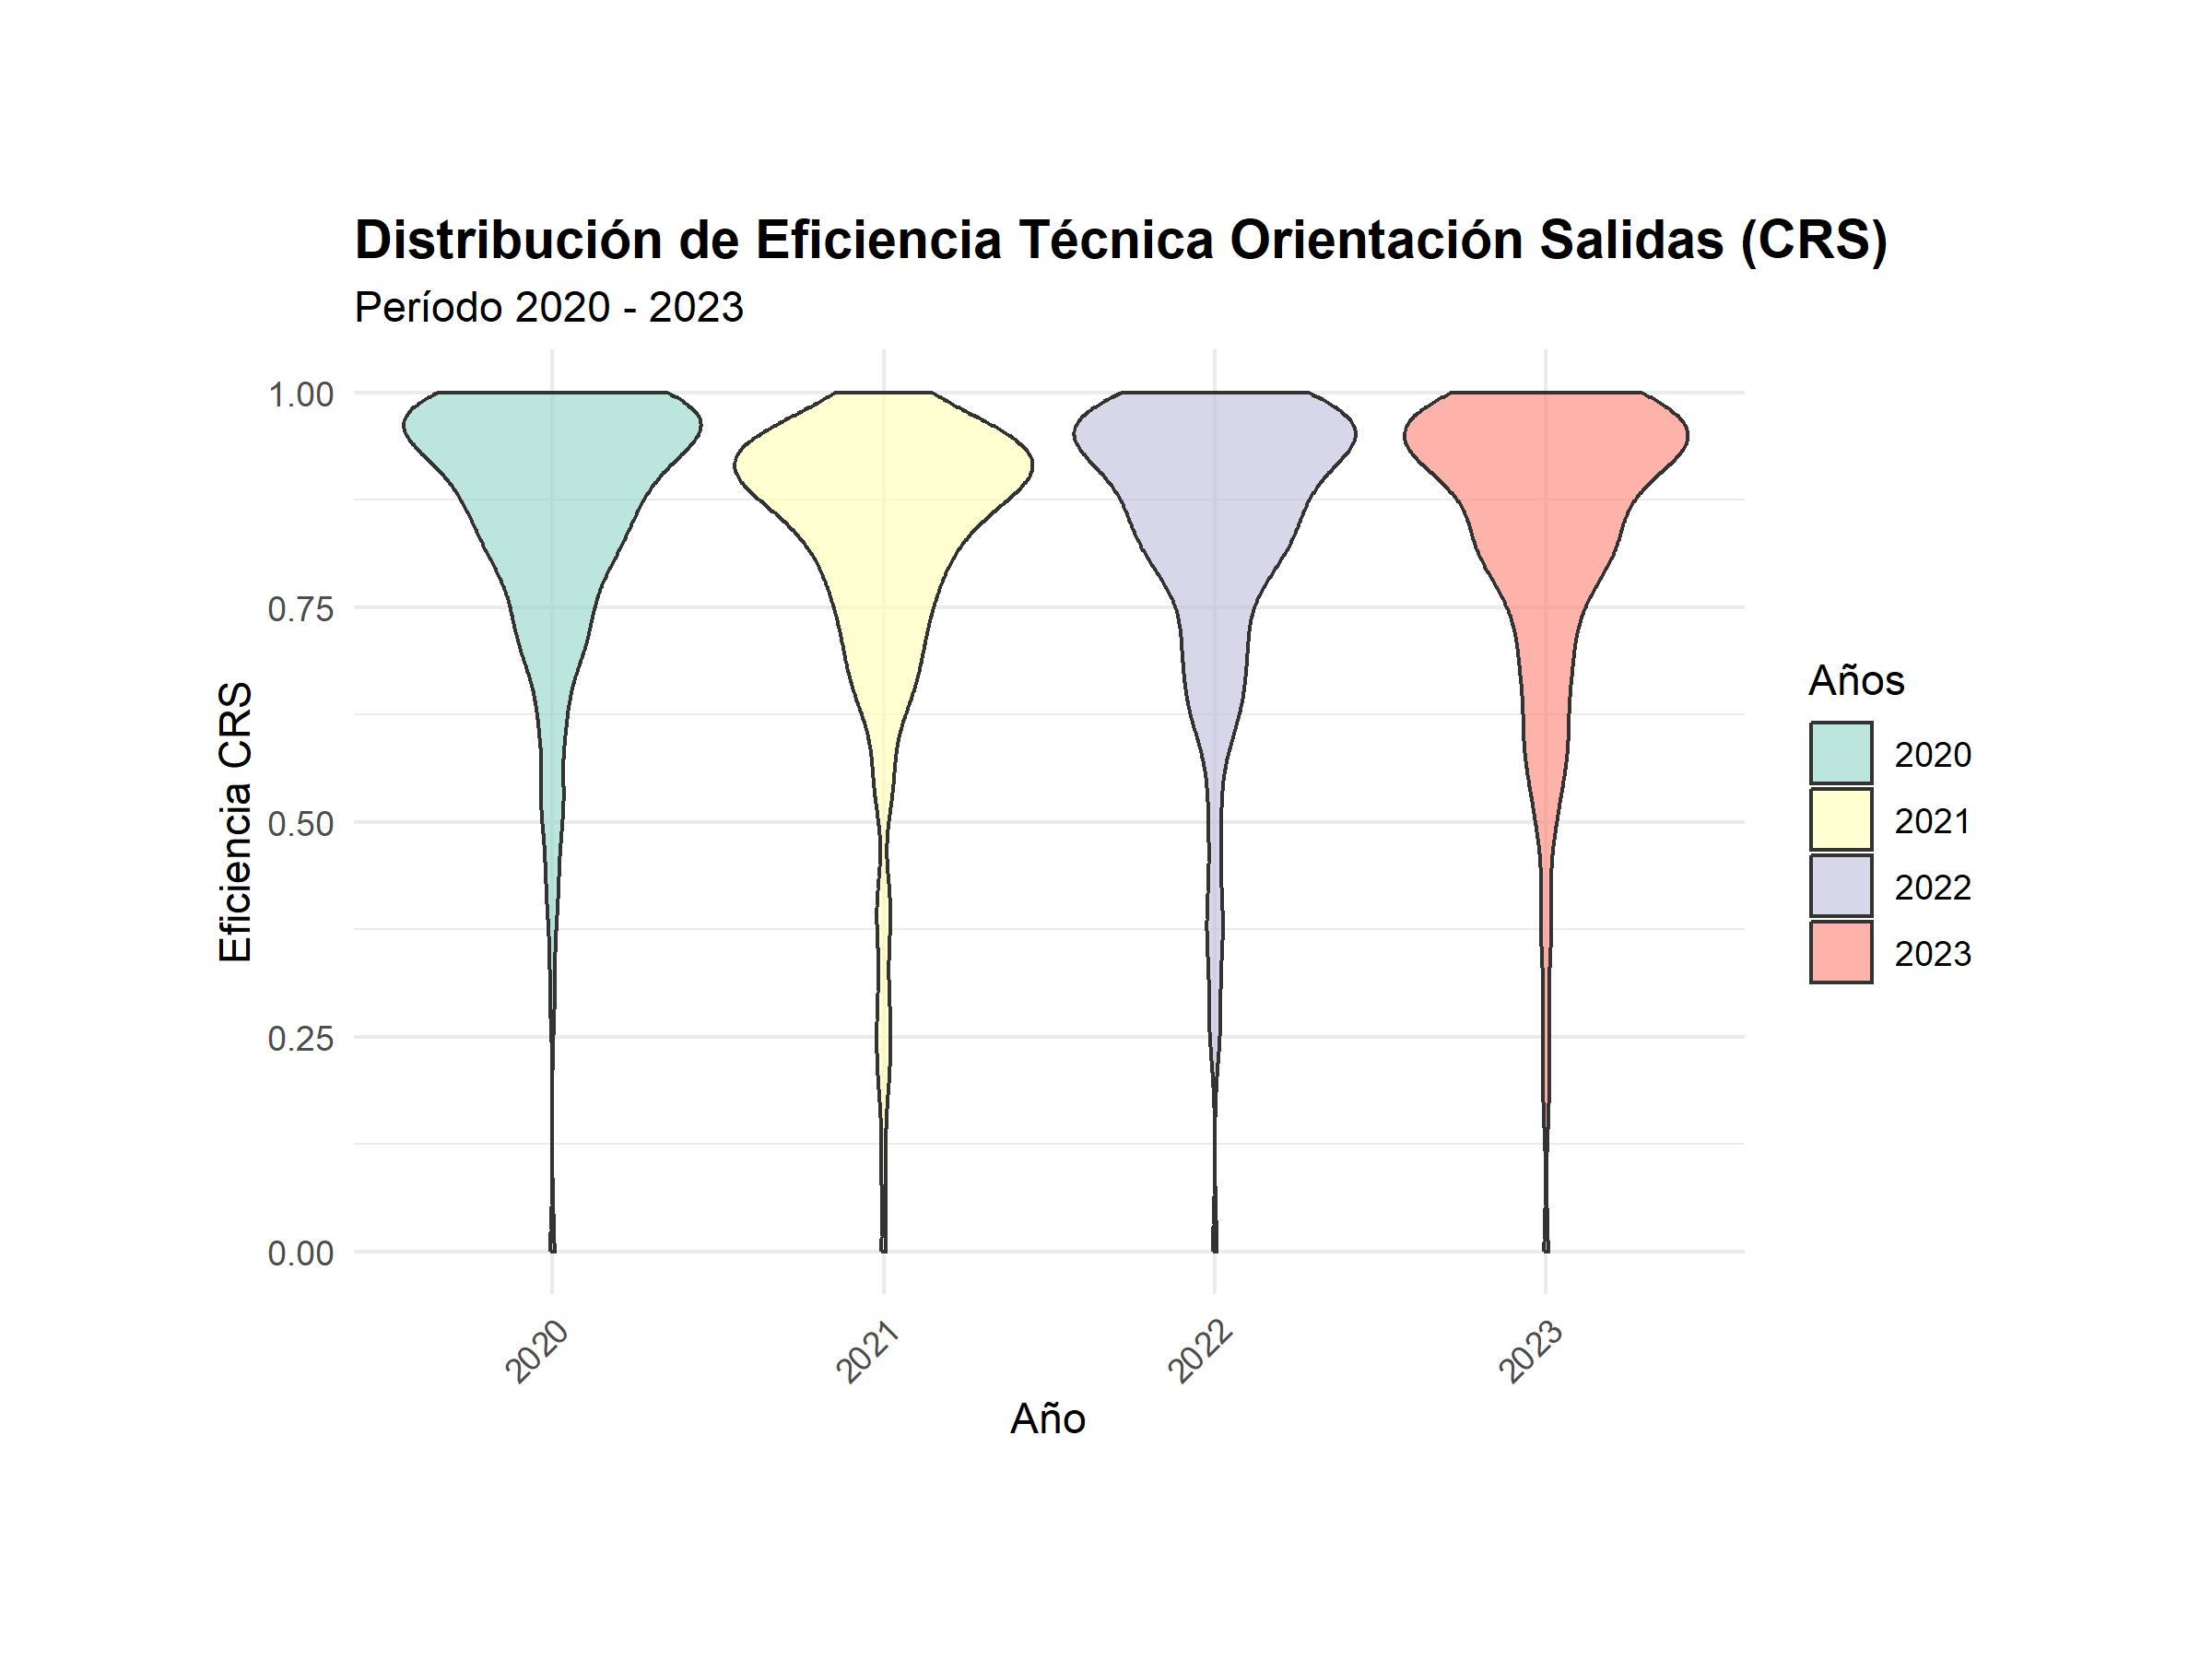 Distribución de Eficiencia Técnica Orientación Salidas (CRS)
Período 2020 - 2023
Eficiencia CRS
1.00
0.75
0.50
0.25
0.00
2020
2021
2022
2023
Año
Años
2020
2021
2022
2023